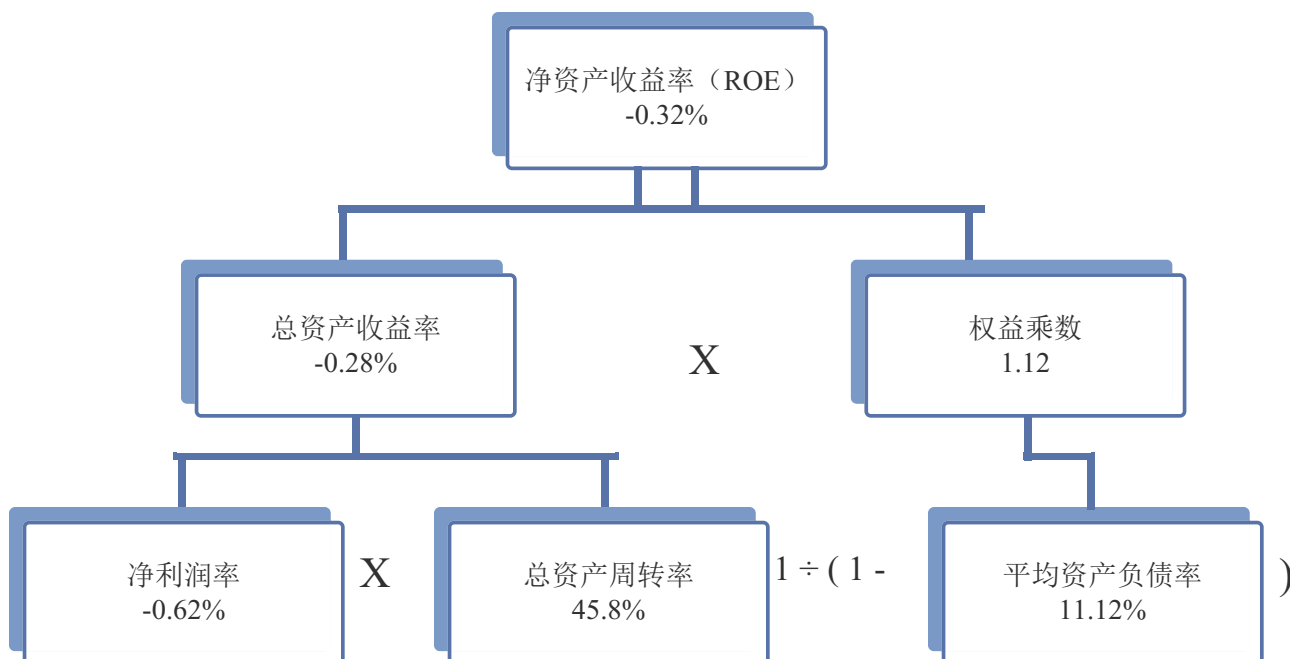 净资产收益率（ROE）
-0.32%
总资产收益率
-0.28%
X
权益乘数
1.12
净利润率
-0.62%
X
总资产周转率
45.8%
1 ÷ ( 1 -
平均资产负债率
11.12%
)